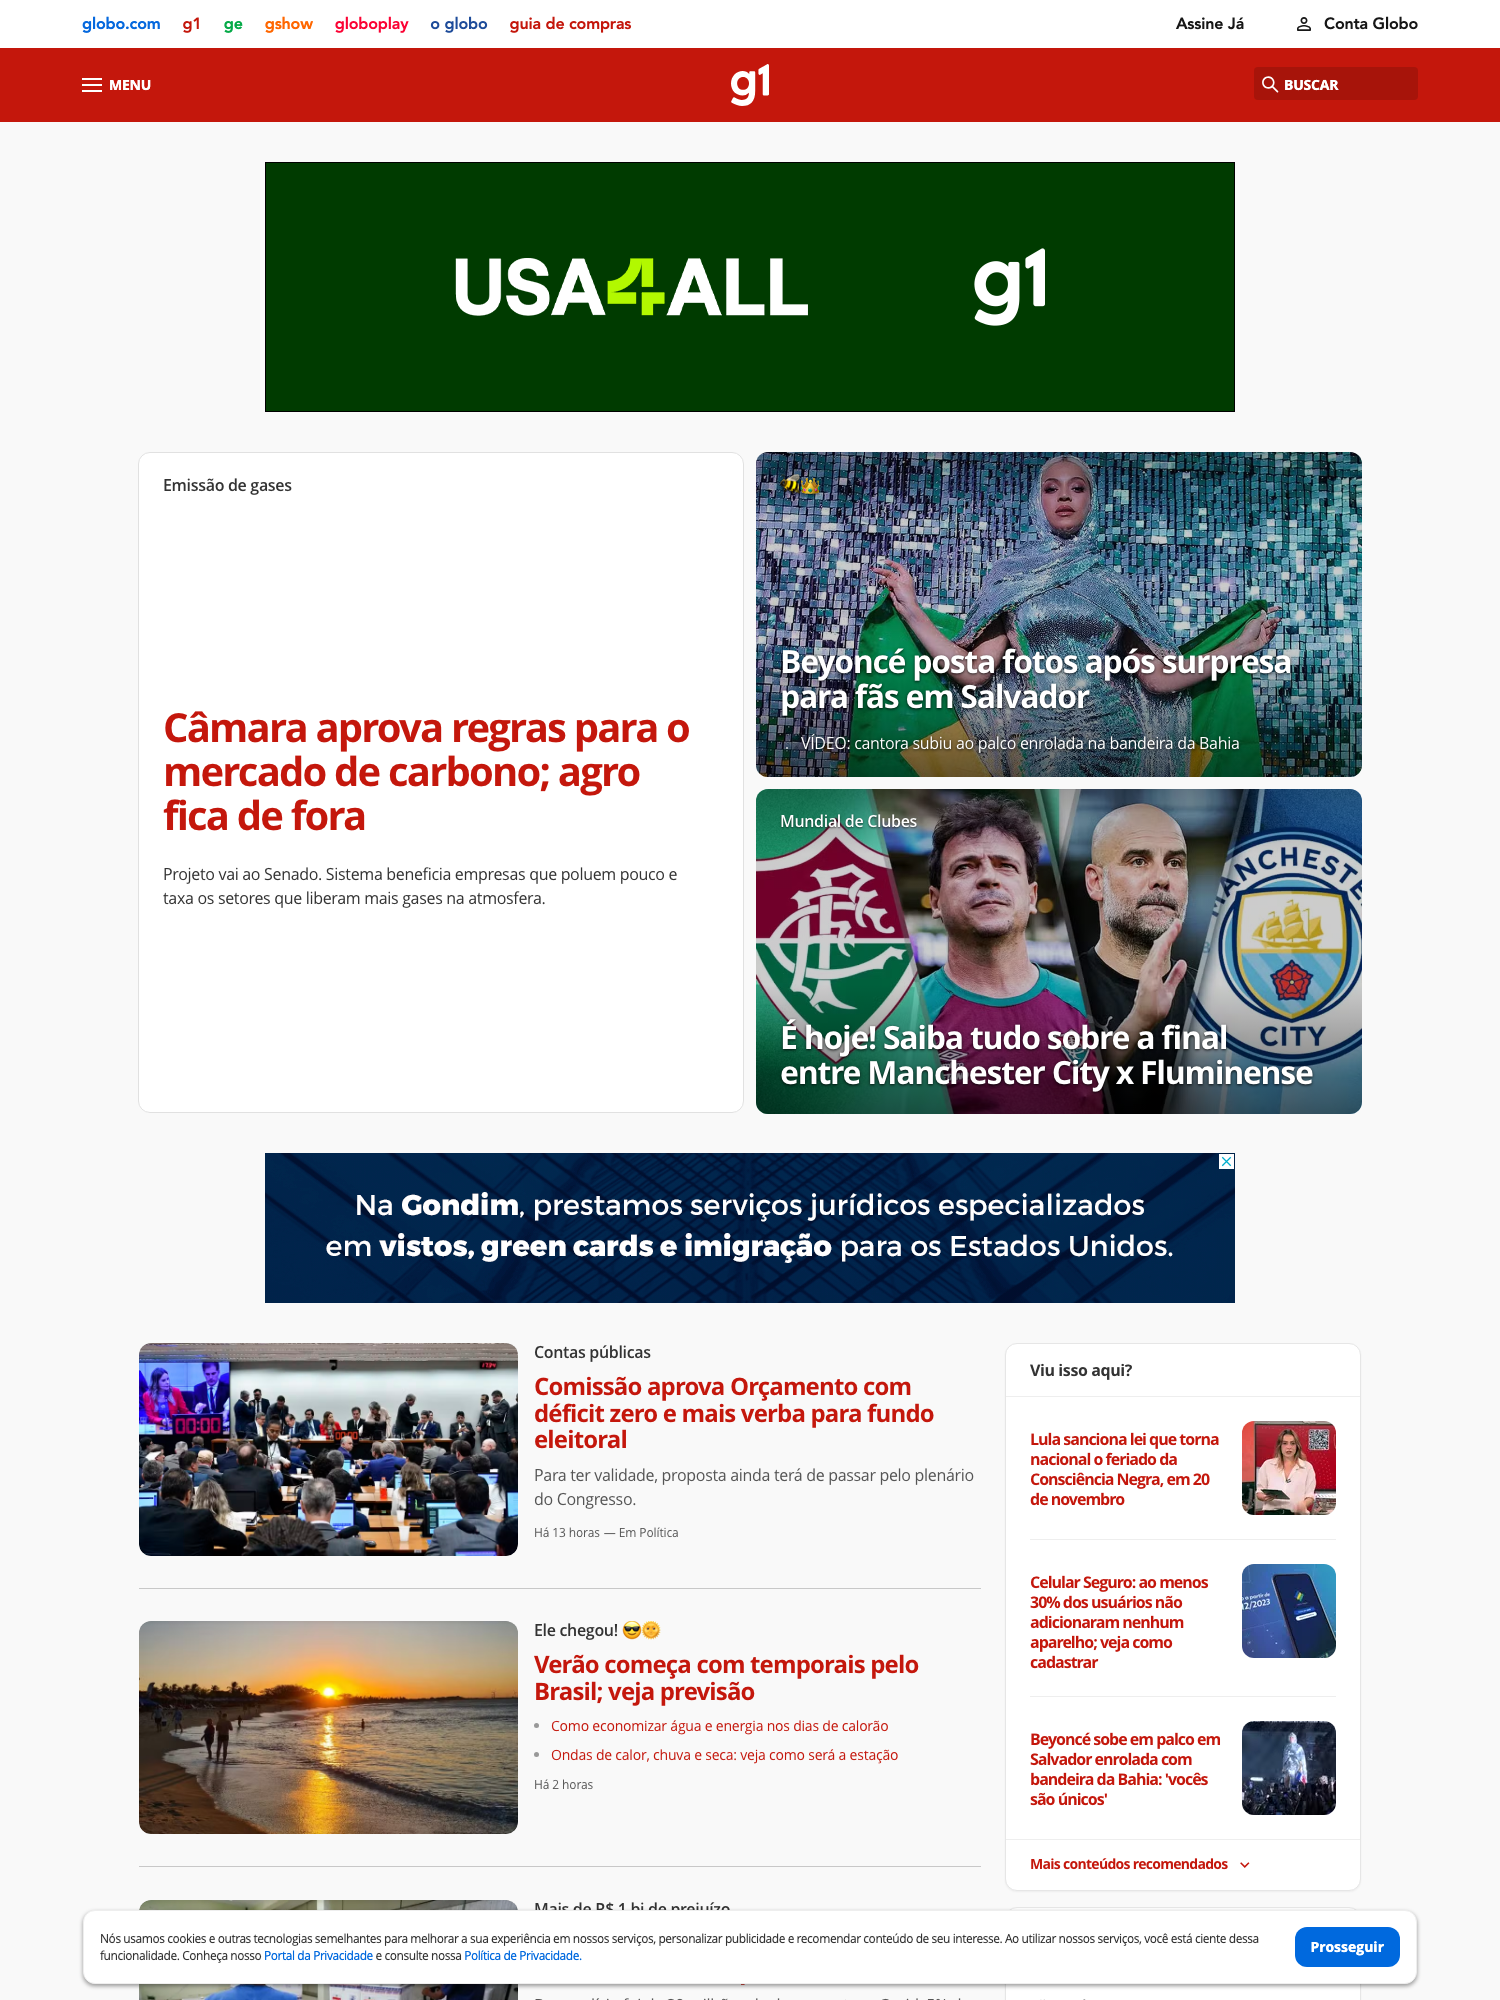 globo.com g1 ge gshow globoplay o globo guia de compras Assine Já Conta Globo
MENU g1 BUSCAR
USA4ALL g1
Emissão de gases
Câmara aprova regras para o
mercado de carbono; agro
fica de fora
Projeto vai ao Senado. Sistema beneficia empresas que poluem pouco e
taxa os setores que liberam mais gases na atmosfera.
Beyoncé posta fotos após surpresa
para fãs em Salvador
VÍDEO: cantora subiu ao palco enrolada na bandeira da Bahia
Mundial de Clubes
MANCHESTER
CITY
É hoje! Saiba tudo sobre a final
entre Manchester City x Fluminense
Na Gondim, prestamos serviços jurídicos especializados
em vistos, green cards e imigração para os Estados Unidos.
00:00
Contas públicas
Comissão aprova Orçamento com
déficit zero e mais verba para fundo
eleitoral
Para ter validade, proposta ainda terá de passar pelo plenário
do Congresso.
Há 13 horas — Em Política
Ele chegou! 😎🌞
Verão começa com temporais pelo
Brasil; veja previsão
Como economizar água e energia nos dias de calorão
Ondas de calor, chuva e seca: veja como será a estação
Há 2 horas
Mais de R$ 1 bi de prejuízo
Viu isso aqui?
Lula sanciona lei que torna
nacional o feriado da
Consciência Negra, em 20
de novembro
Celular Seguro: ao menos
30% dos usuários não
adicionaram nenhum
aparelho; veja como
cadastrar
a partir de
12/2023
Beyoncé sobe em palco em
Salvador enrolada com
bandeira da Bahia: 'vocês
são únicos'
Mais conteúdos recomendados
Nós usamos cookies e outras tecnologias semelhantes para melhorar a sua experiência em nossos serviços, personalizar publicidade e recomendar conteúdo de seu interesse. Ao utilizar nossos serviços, você está ciente dessa
funcionalidade. Conheça nosso Portal da Privacidade e consulte nossa Política de Privacidade.
Prosseguir